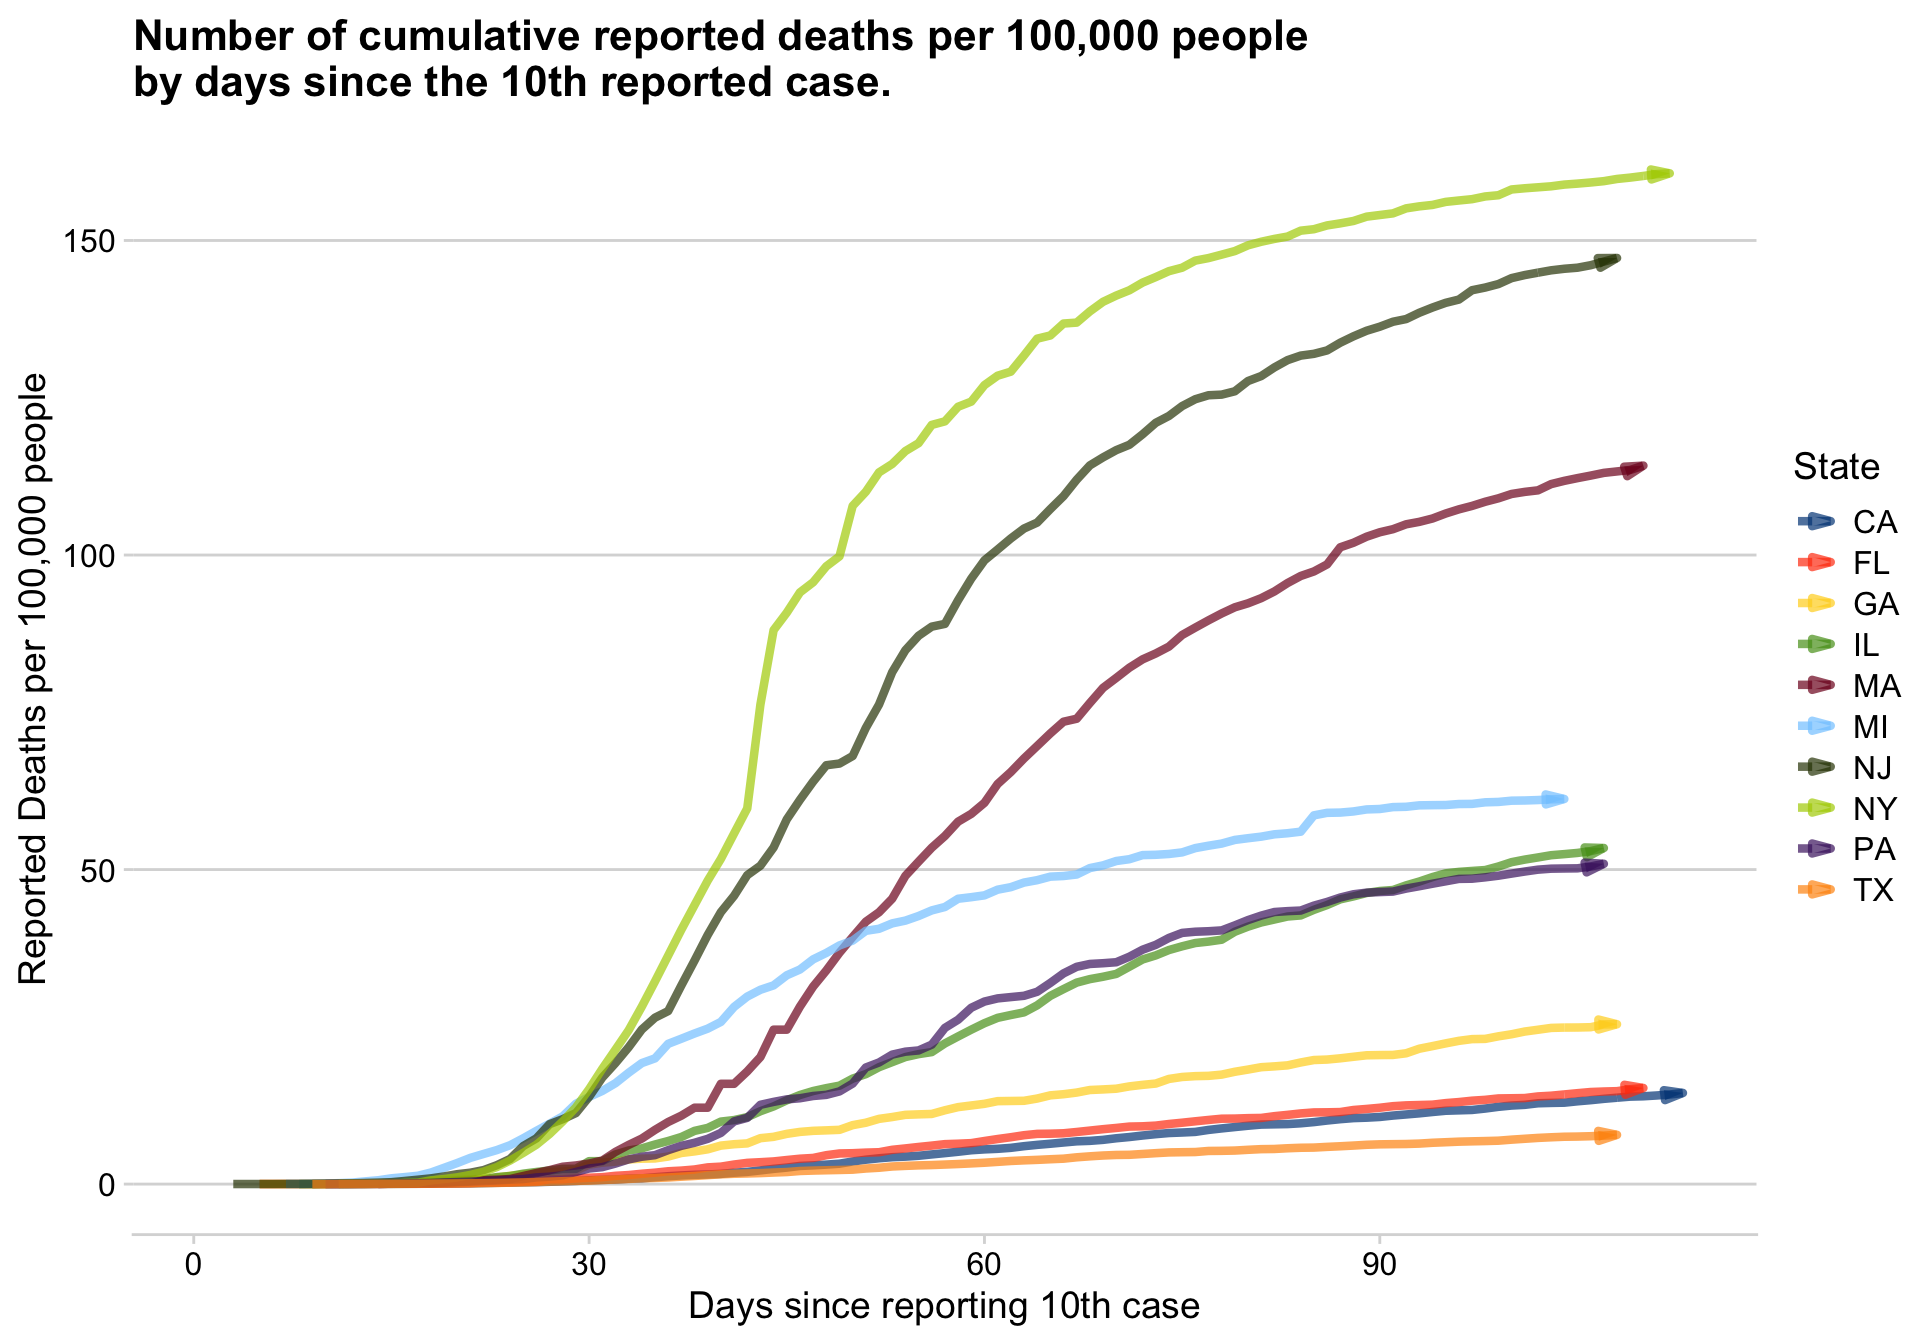 Number of cumulative reported deaths per 100,000 people
by days since the 10th reported case.
Reported Deaths per 100,000 people
150
100
50
0
0
30
60
90
Days since reporting 10th case
State
CA
FL
GA
IL
MA
MI
NJ
NY
PA
TX